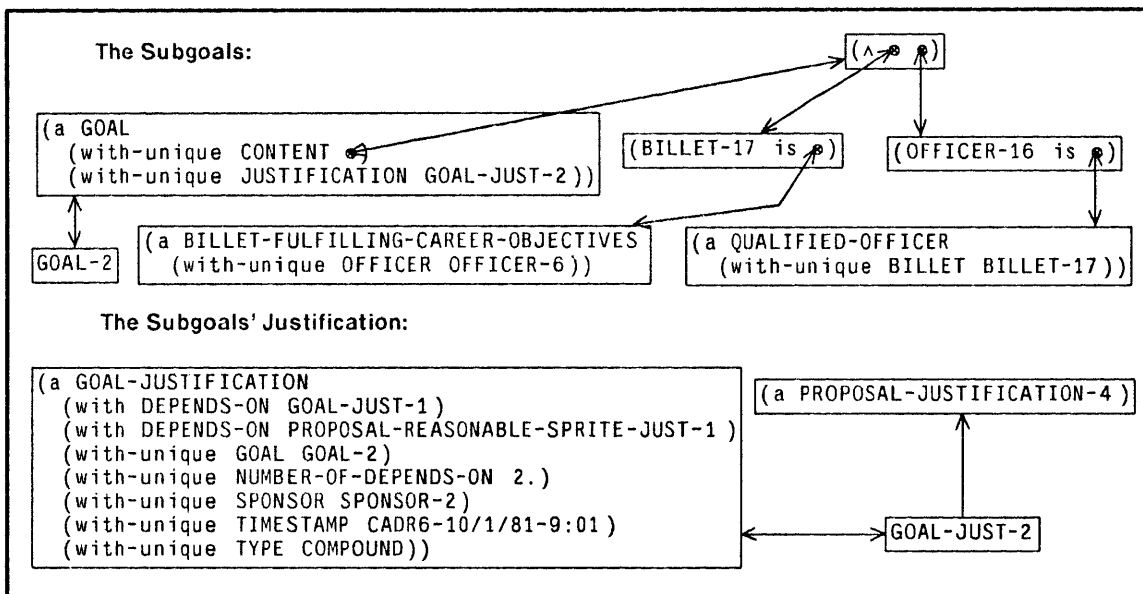 The Subgoals:
(∧ ⊗ ⊗)
(a GOAL
(with-unique CONTENT ⊗)
(with-unique JUSTIFICATION GOAL-JUST-2))
(BILLET-17 is ⊗)
(OFFICER-16 is ⊗)
GOAL-2
(a BILLET-FULFILLING-CAREER-OBJECTIVES
(with-unique OFFICER OFFICER-6))
(a QUALIFIED-OFFICER
(with-unique BILLET BILLET-17))
The Subgoals' Justification:
(a GOAL-JUSTIFICATION
(with DEPENDS-ON GOAL-JUST-1)
(with DEPENDS-ON PROPOSAL-REASONABLE-SPRITE-JUST-1)
(with-unique GOAL GOAL-2)
(with-unique NUMBER-OF-DEPENDS-ON 2.)
(with-unique SPONSOR SPONSOR-2)
(with-unique TIMESTAMP CADR6-10/1/81-9:01)
(with-unique TYPE COMPOUND))
(a PROPOSAL-JUSTIFICATION-4)
GOAL-JUST-2